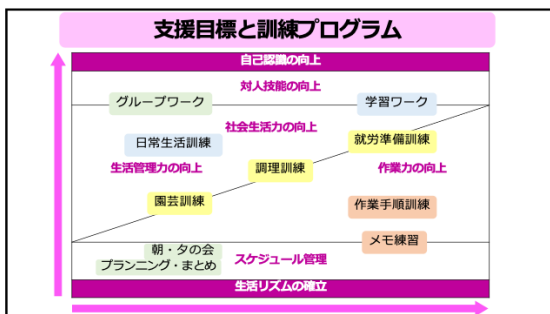 支援目標と訓練プログラム
自己認識の向上
対人技能の向上
グループワーク
学習ワーク
社会生活力の向上
日常生活訓練
就労準備訓練
生活管理力の向上
調理訓練
作業力の向上
園芸訓練
作業手順訓練
メモ練習
朝・夕の会
プランニング・まとめ
スケジュール管理
生活リズムの確立